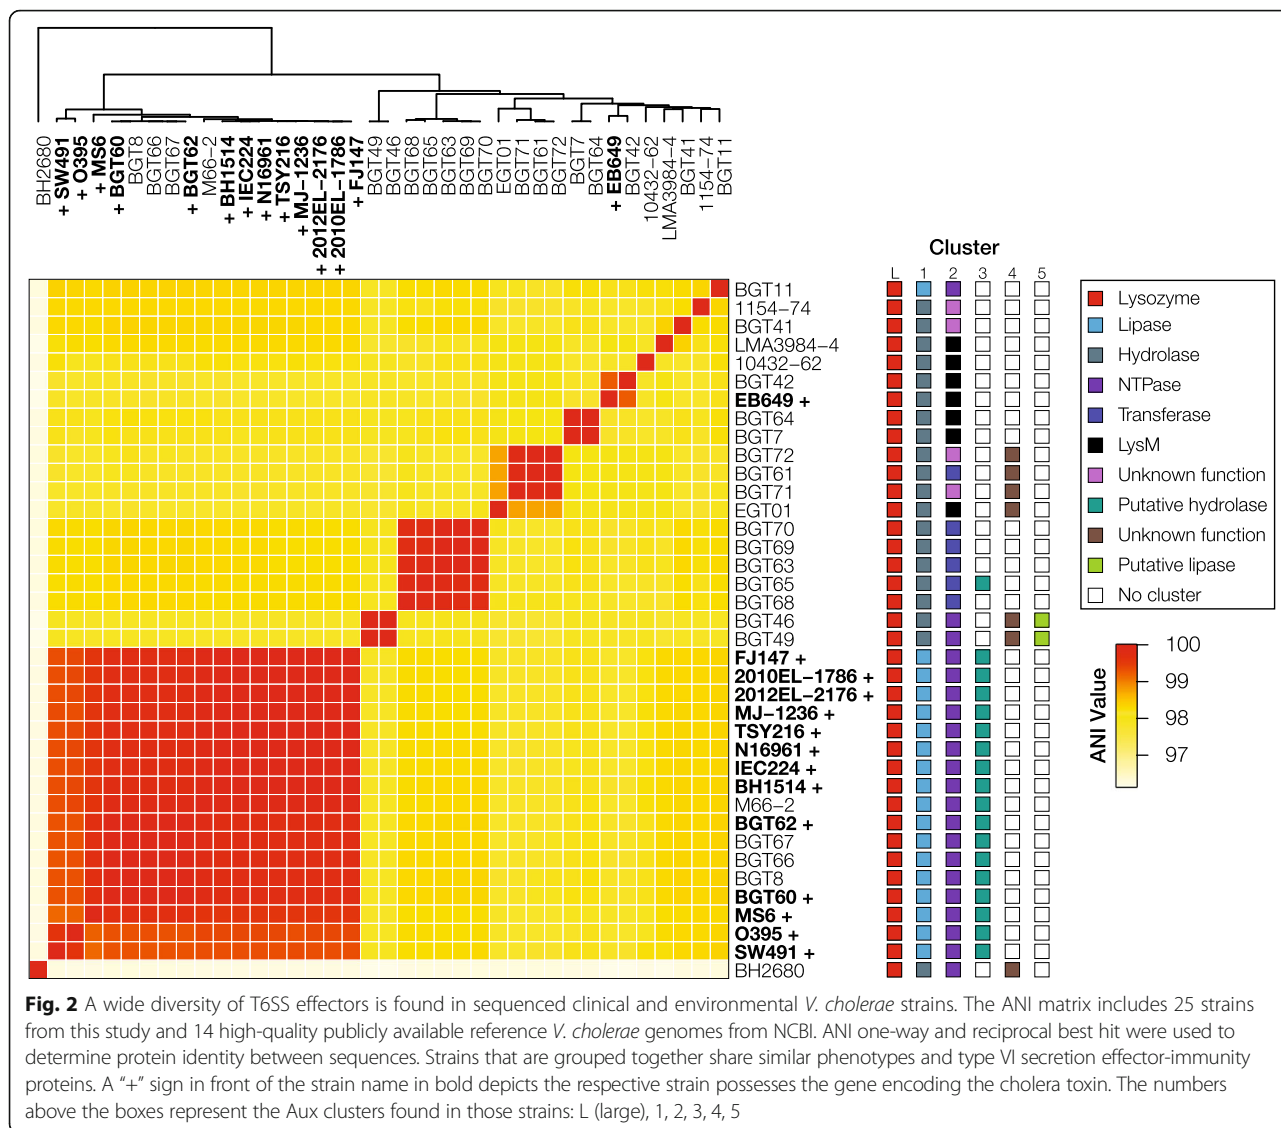 BH2680
+ SW491
+ O395
+ MS6
+ BGT60
BGT8
BGT66
BGT67
+ BGT62
M66−2
+ BH1514
+ IEC224
+ N16961
+ TSY216
+ MJ−1236
+ 2012EL−2176
+ 2010EL−1786
+ FJ147
BGT49
BGT46
BGT68
BGT65
BGT63
BGT69
BGT70
EGT01
BGT71
BGT61
BGT72
BGT7
BGT64
+ EB649
BGT42
10432−62
LMA3984−4
BGT41
1154−74
BGT11
Cluster
L 1 2 3 4 5
BGT11
1154−74
BGT41
LMA3984−4
10432−62
BGT42
EB649 +
BGT64
BGT7
BGT72
BGT61
BGT71
EGT01
BGT70
BGT69
BGT63
BGT65
BGT68
BGT46
BGT49
FJ147 +
2010EL−1786 +
2012EL−2176 +
MJ−1236 +
TSY216 +
N16961 +
IEC224 +
BH1514 +
M66−2
BGT62 +
BGT67
BGT66
BGT8
BGT60 +
MS6 +
O395 +
SW491 +
BH2680
Lysozyme
Lipase
Hydrolase
NTPase
Transferase
LysM
Unknown function
Putative hydrolase
Unknown function
Putative lipase
No cluster
ANI Value
100
99
98
97
Fig. 2 A wide diversity of T6SS effectors is found in sequenced clinical and environmental V. cholerae strains. The ANI matrix includes 25 strains
from this study and 14 high-quality publicly available reference V. cholerae genomes from NCBI. ANI one-way and reciprocal best hit were used to
determine protein identity between sequences. Strains that are grouped together share similar phenotypes and type VI secretion effector-immunity
proteins. A “+” sign in front of the strain name in bold depicts the respective strain possesses the gene encoding the cholera toxin. The numbers
above the boxes represent the Aux clusters found in those strains: L (large), 1, 2, 3, 4, 5